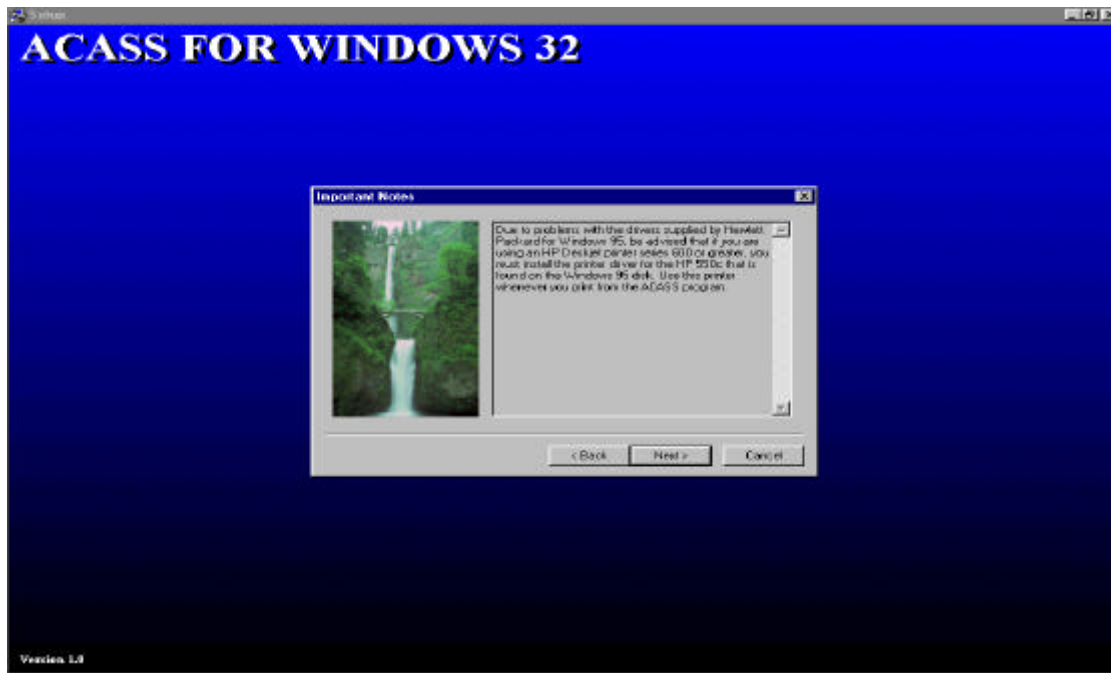 Setup
ACASS FOR WINDOWS 32
Important Notes
Due to problems with the drivers supplied by Hewlett
Packard for Windows 95, be advised that if you are
using an HP Deskjet printer series 600 or greater, you
must install the printer driver for the HP 550c that is
found on the Windows 95 disk. Use this printer
whenever you print from the ACASS program.
< Back
Next >
Cancel
Version 1.0